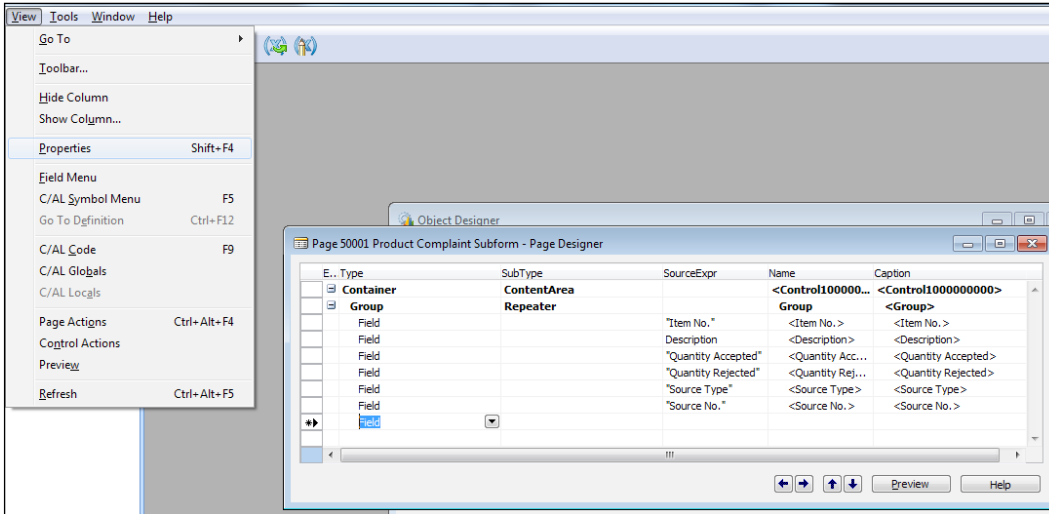 View Tools Window Help
Go To
Toolbar...
Hide Column
Show Column...
Properties Shift+F4
Field Menu
C/AL Symbol Menu F5
Go To Definition Ctrl+F12
C/AL Code F9
C/AL Globals
C/AL Locals
Page Actions Ctrl+Alt+F4
Control Actions
Preview
Refresh Ctrl+Alt+F5
Object Designer
Page 50001 Product Complaint Subform - Page Designer
E.. Type SubType SourceExpr Name Caption
Container ContentArea <Control100000... <Control1000000000>
Group Repeater Group <Group>
Field "Item No." <Item No.> <Item No.>
Field Description <Description> <Description>
Field "Quantity Accepted" <Quantity Acc... <Quantity Accepted>
Field "Quantity Rejected" <Quantity Rej... <Quantity Rejected>
Field "Source Type" <Source Type> <Source Type>
Field "Source No." <Source No.> <Source No.>
Field
Preview Help